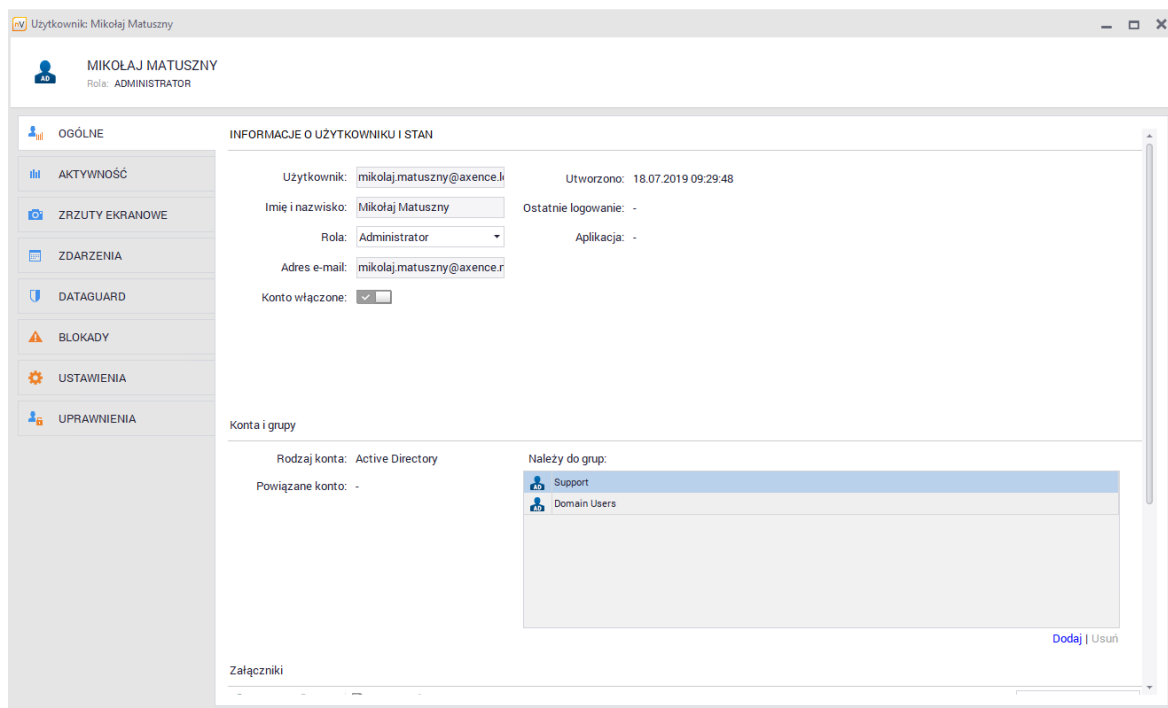 nV Użytkownik: Mikołaj Matuszny
MIKOŁAJ MATUSZNY
AD
Rola: ADMINISTRATOR
OGÓLNE
AKTYWNOŚĆ
ZRZUTY EKRANOWE
ZDARZENIA
DATAGUARD
BLOKADY
USTAWIENIA
UPRAWNIENIA
INFORMACJE O UŻYTKOWNIKU I STAN
Użytkownik: mikolaj.matuszny@axence.l
Utworzono: 18.07.2019 09:29:48
Imię i nazwisko: Mikołaj Matuszny
Ostatnie logowanie: -
Rola: Administrator
Aplikacja: -
Adres e-mail: mikolaj.matuszny@axence.r
Konto włączone:
Konta i grupy
Rodzaj konta: Active Directory
Należy do grup:
Powiązane konto: -
AD Support
AD Domain Users
Dodaj | Usuń
Załączniki